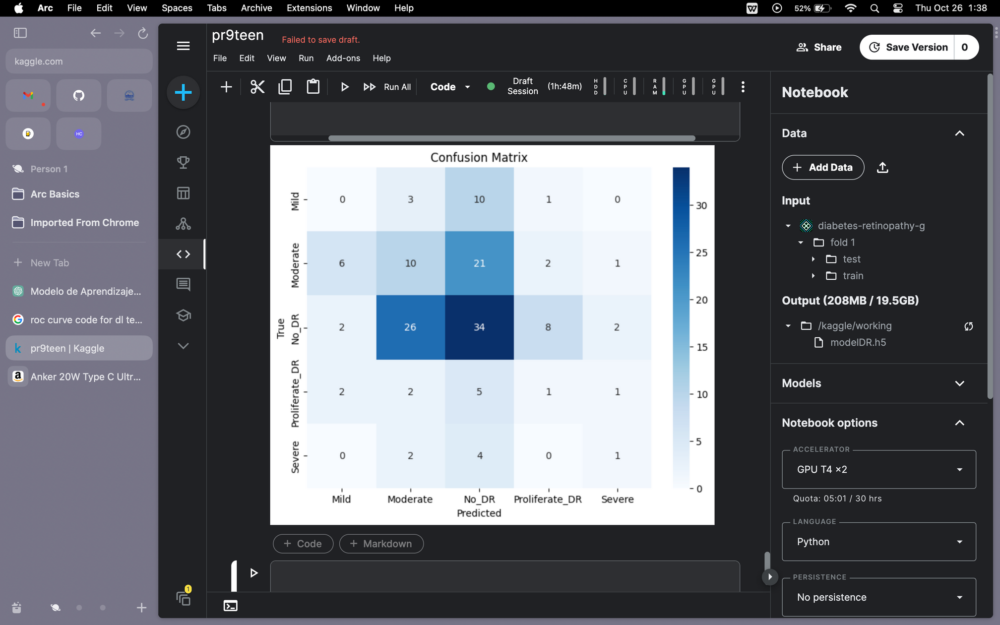 Arc File Edit View Spaces Tabs Archive Extensions Window Help
52% Thu Oct 26 1:38
kaggle.com
HC
Person 1
Arc Basics
Imported From Chrome
New Tab
Modelo de Aprendizaje...
roc curve code for dl te...
pr9teen | Kaggle
Anker 20W Type C Ultr...
1
pr9teen
Failed to save draft.
File Edit View Run Add-ons Help
Share
Save Version 0
Run All
Code
Draft Session (1h:48m)
HDD CPU RAM GPU GPU
Confusion Matrix
True
Mild 0 3 10 1 0
Moderate 6 10 21 2 1
No_DR 2 26 34 8 2
Proliferate_DR 2 2 5 1 1
Severe 0 2 4 0 1
Mild Moderate No_DR Proliferate_DR Severe
Predicted
30
25
20
15
10
5
0
+ Code + Markdown
Notebook
Data
+ Add Data
Input
diabetes-retinopathy-g
fold 1
test
train
Output (208MB / 19.5GB)
/kaggle/working
modelDR.h5
Models
Notebook options
ACCELERATOR
GPU T4 ×2
Quota: 05:01 / 30 hrs
LANGUAGE
Python
PERSISTENCE
No persistence